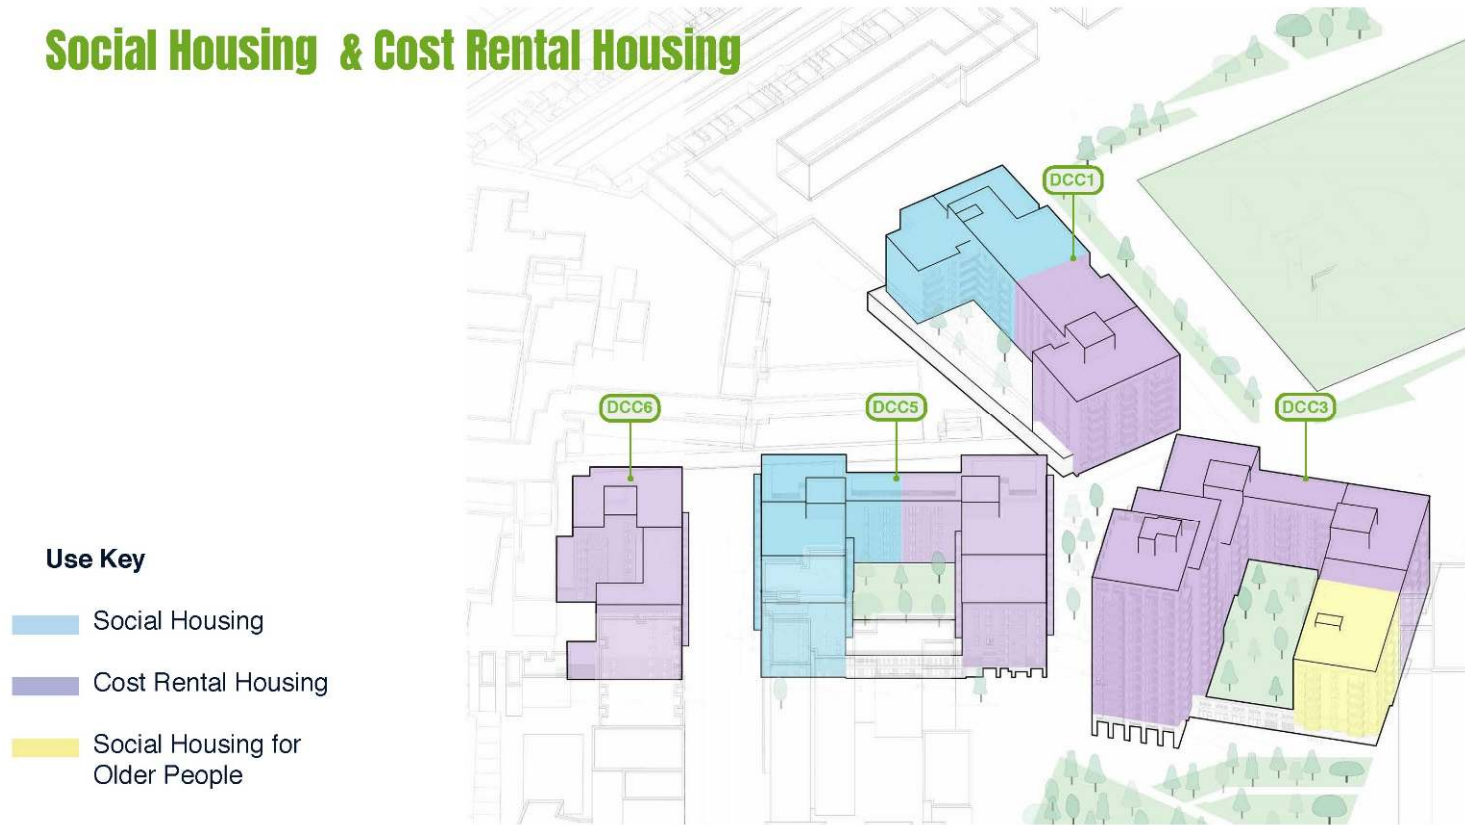 Social Housing & Cost Rental Housing
DCC1
DCC6
DCC5
DCC3
Use Key
Social Housing
Cost Rental Housing
Social Housing for
Older People